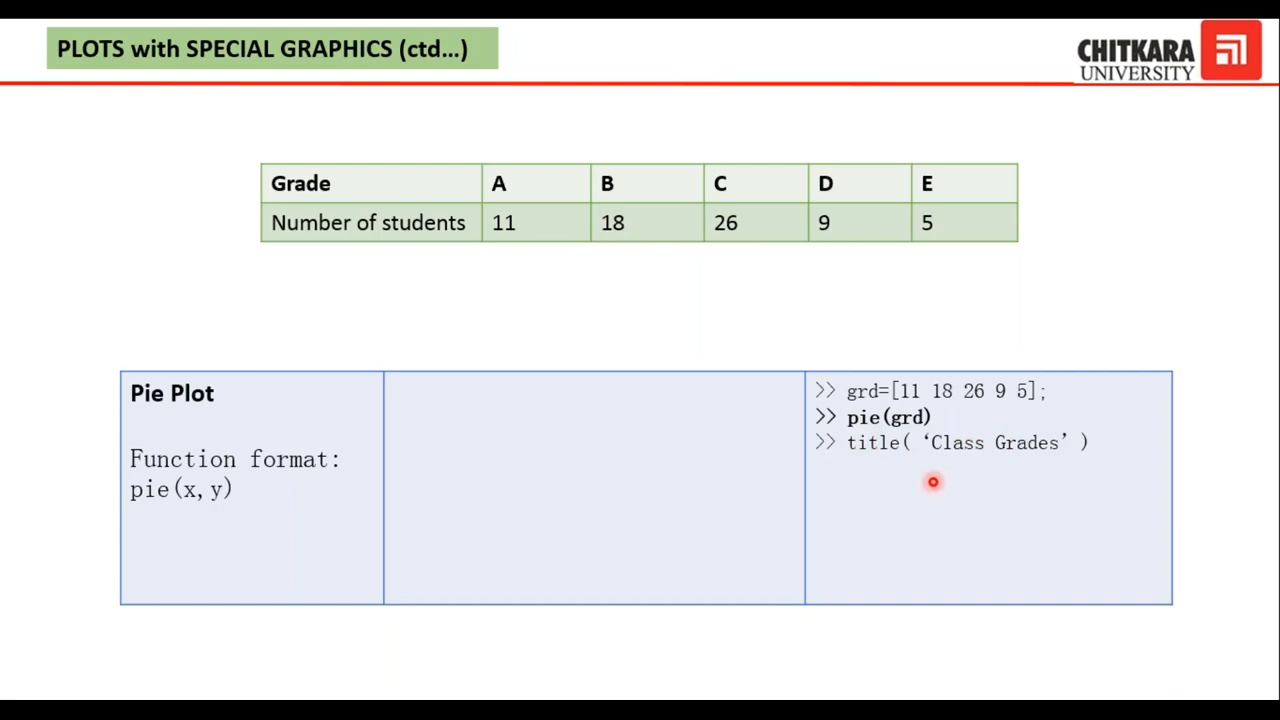 PLOTS with SPECIAL GRAPHICS (ctd...)
CHITKARA
UNIVERSITY
Grade A B C D E
Number of students 11 18 26 9 5
Pie Plot
Function format:
pie(x,y)
>> grd=[11 18 26 9 5];
>> pie(grd)
>> title( ‘Class Grades’ )